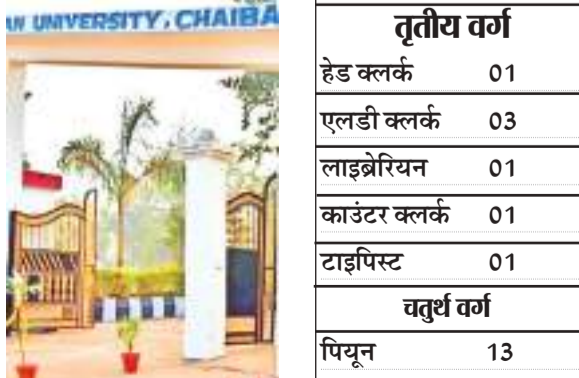 UNIVERSITY, CHAIBA
तृतीय वर्ग
हेड क्लर्क 01
एलडी क्लर्क 03
लाइब्रेरियन 01
काउंटर क्लर्क 01
टाइपिस्ट 01
चतुर्थ वर्ग
पियून 13